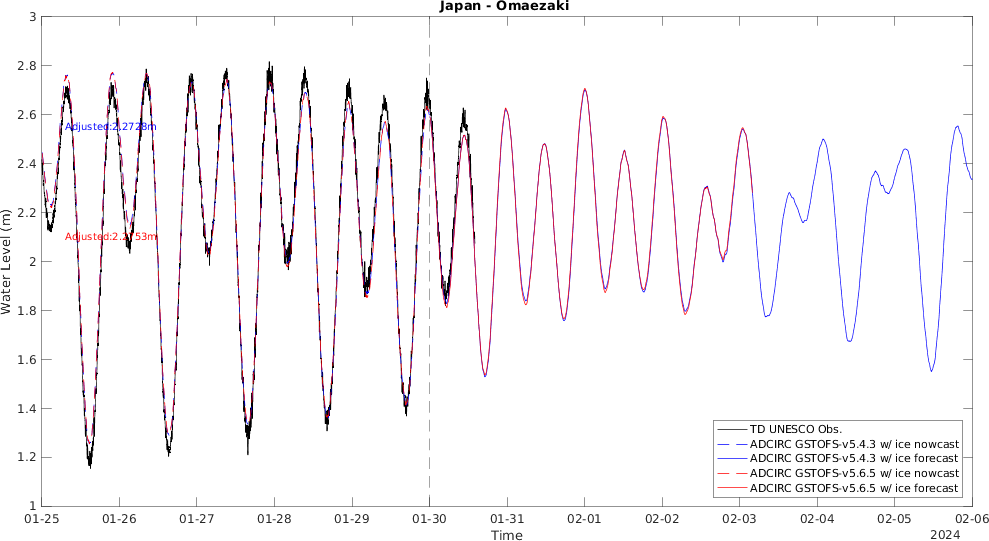 Japan - Omaezaki
3
2.8
2.6
2.4
2.2
2
1.8
1.6
1.4
1.2
1
Water Level (m)
Adjusted:2.2728m
TD UNESCO Obs.
ADCIRC GSTOFS-v5.4.3 w/ ice nowcast
ADCIRC GSTOFS-v5.4.3 w/ ice forecast
ADCIRC GSTOFS-v5.6.5 w/ ice nowcast
ADCIRC GSTOFS-v5.6.5 w/ ice forecast
01-25 01-26 01-27 01-28 01-29 01-30 01-31 02-01 02-02 02-03 02-04 02-05 02-06
Time
2024